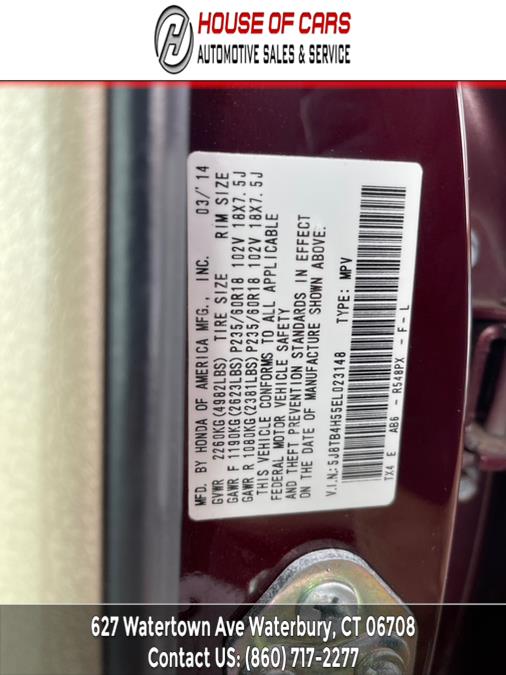 HOUSE OF CARS
AUTOMOTIVE SALES & SERVICE
MFD. BY HONDA OF AMERICA MFG., INC. 03/'14
GVWR 2260KG(4982LBS) TIRE SIZE RIM SIZE
GAWR F 1190KG(2623LBS) P235/60R18 102V 18X7.5J
GAWR R 1080KG(2381LBS) P235/60R18 102V 18X7.5J
THIS VEHICLE CONFORMS TO ALL APPLICABLE
FEDERAL MOTOR VEHICLE SAFETY
AND THEFT PREVENTION STANDARDS IN EFFECT
ON THE DATE OF MANUFACTURE SHOWN ABOVE.
V.I.N.: 5J8TB4H55EL023148 TYPE: MPV
TX4 E AB6 - R548PX - F - L
627 Watertown Ave Waterbury, CT 06708
Contact US: (860) 717-2277